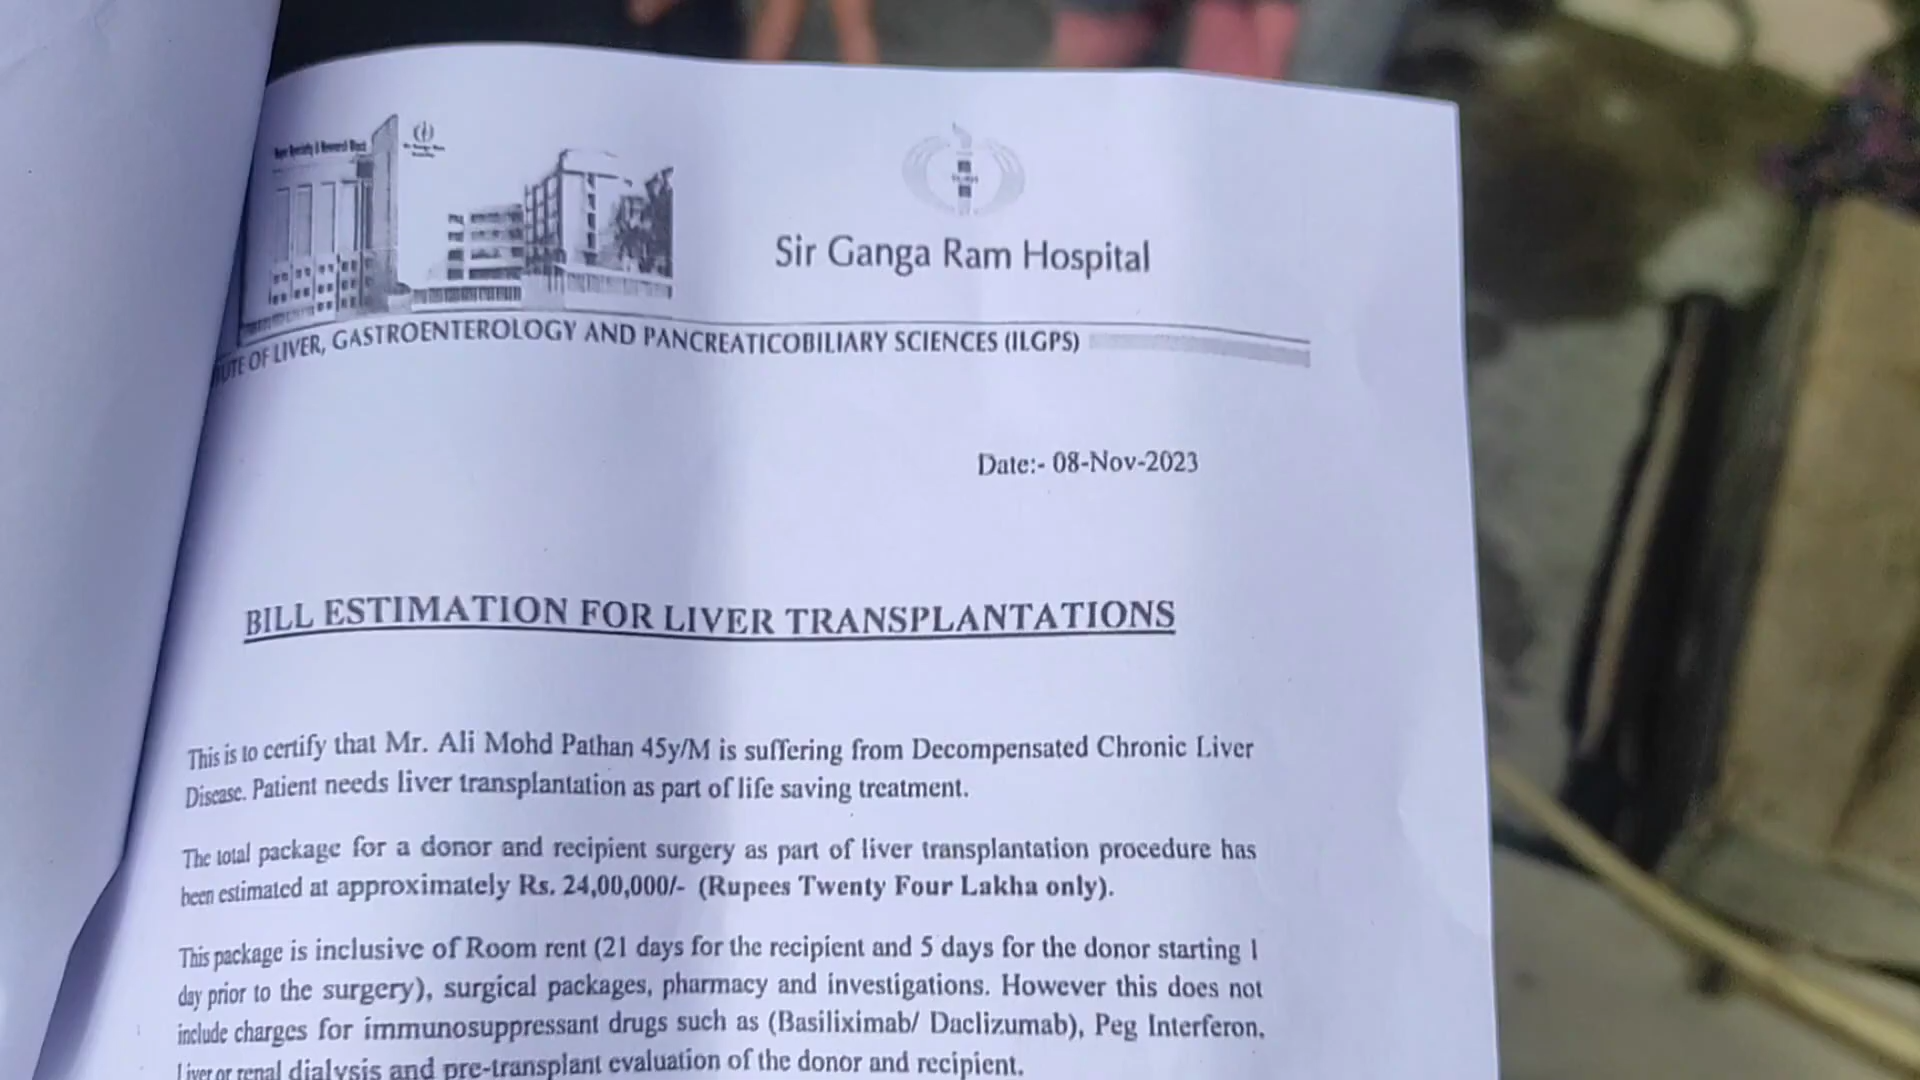 Sir Ganga Ram Hospital
OF LIVER, GASTROENTEROLOGY AND PANCREATICOBILIARY SCIENCES (ILGPS)
Date:- 08-Nov-2023
BILL ESTIMATION FOR LIVER TRANSPLANTATIONS
This is to certify that Mr. Ali Mohd Pathan 45y/M is suffering from Decompensated Chronic Liver
Disease. Patient needs liver transplantation as part of life saving treatment.
The total package for a donor and recipient surgery as part of liver transplantation procedure has
been estimated at approximately Rs. 24,00,000/- (Rupees Twenty Four Lakha only).
This package is inclusive of Room rent (21 days for the recipient and 5 days for the donor starting 1
day prior to the surgery), surgical packages, pharmacy and investigations. However this does not
include charges for immunosuppressant drugs such as (Basiliximab/ Daclizumab), Peg Interferon,
Liver or renal dialysis and pre-transplant evaluation of the donor and recipient.